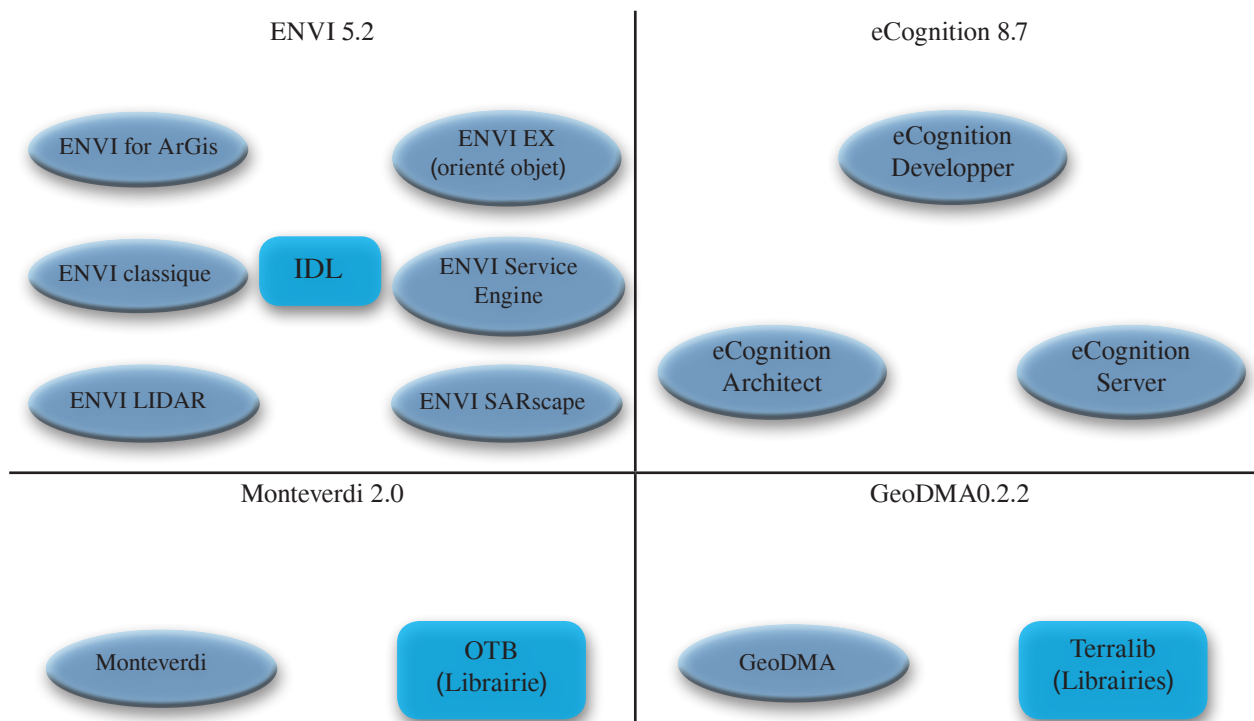 ENVI 5.2
ENVI for ArGis
ENVI EX
(orienté objet)
ENVI classique
IDL
ENVI Service
Engine
ENVI LIDAR
ENVI SARscape
eCognition 8.7
eCognition
Developper
eCognition
Architect
eCognition
Server
Monteverdi 2.0
Monteverdi
OTB
(Librairie)
GeoDMA0.2.2
GeoDMA
Terralib
(Librairies)